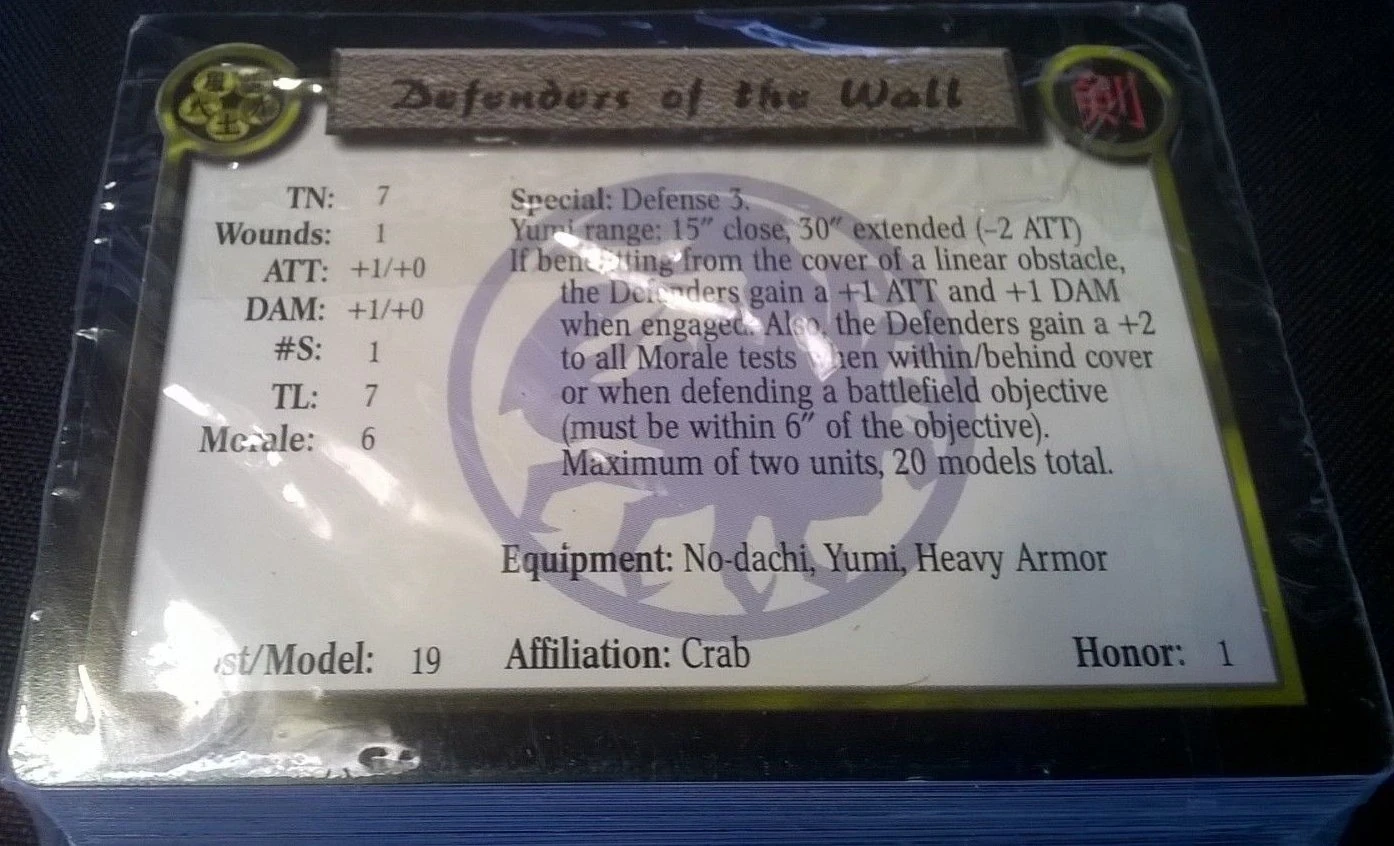 Defenders of the Wall
剣
土
TN: 7
Wounds: 1
ATT: +1/+0
DAM: +1/+0
#S: 1
TL: 7
Morale: 6
Special: Defense 3.
Yumi range: 15″ close, 30″ extended (–2 ATT)
If benefitting from the cover of a linear obstacle,
the Defenders gain a +1 ATT and +1 DAM
when engaged. Also, the Defenders gain a +2
to all Morale tests when within/behind cover
or when defending a battlefield objective
(must be within 6″ of the objective).
Maximum of two units, 20 models total.
Equipment: No-dachi, Yumi, Heavy Armor
st/Model: 19 Affiliation: Crab Honor: 1